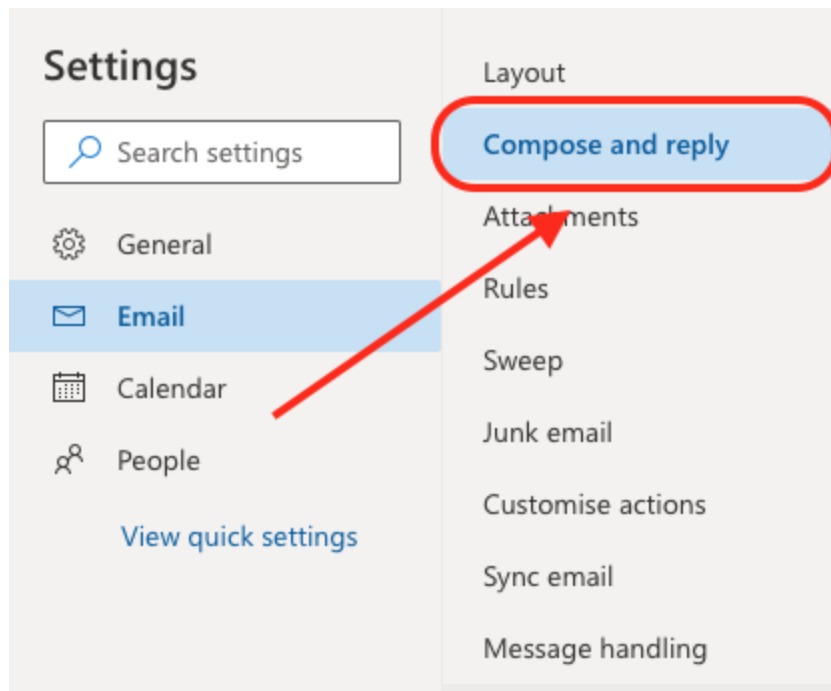 Settings
Search settings
General
Email
Calendar
People
View quick settings
Layout
Compose and reply
Attachments
Rules
Sweep
Junk email
Customise actions
Sync email
Message handling